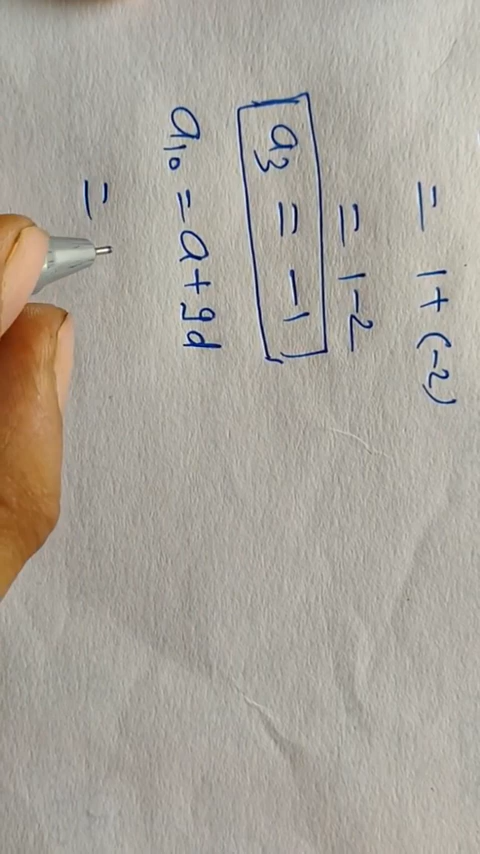 = 1 + (-2)
= 1 - 2
a₃ = -1
a₁₀ = a + 9d
=